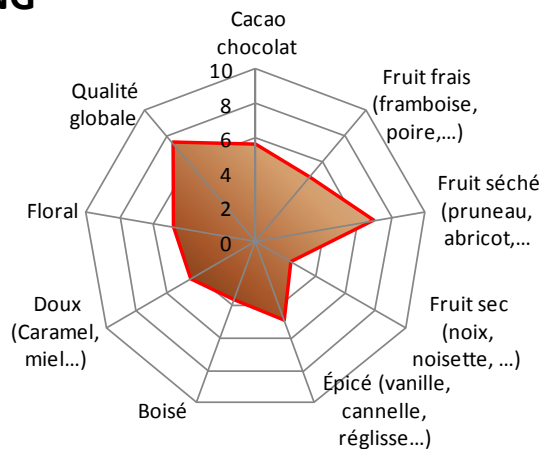 NG
Cacao
chocolat
10
8
6
4
2
0
Fruit frais
(framboise,
poire,...)
Fruit séché
(pruneau,
abricot,...
Fruit sec
(noix,
noisette, ...)
Épicé (vanille,
cannelle,
réglisse...)
Boisé
Doux
(Caramel,
miel...)
Floral
Qualité
globale